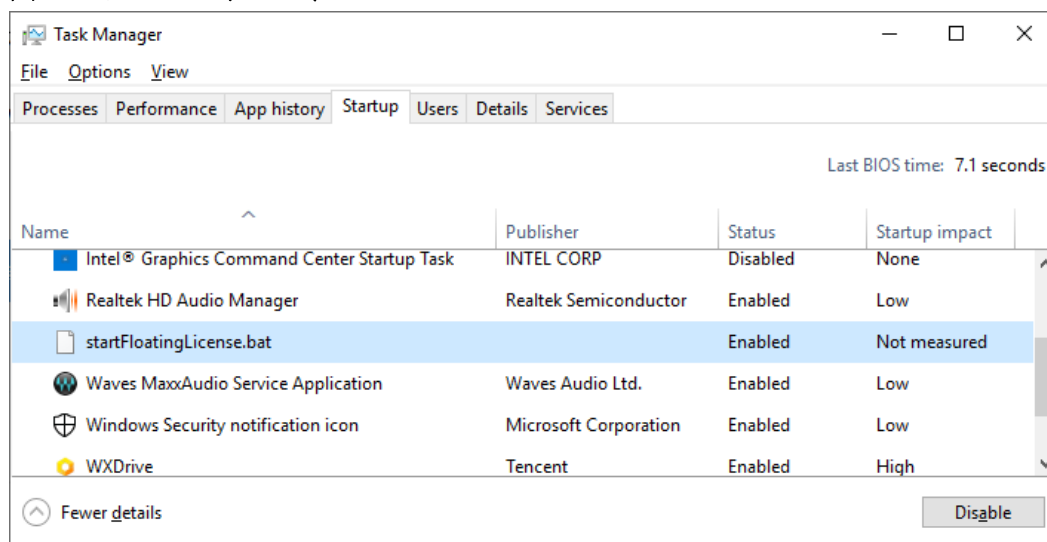 Task Manager
File Options View
Processes Performance App history Startup Users Details Services
Last BIOS time: 7.1 seconds
Name Publisher Status Startup impact
Intel® Graphics Command Center Startup Task INTEL CORP Disabled None
Realtek HD Audio Manager Realtek Semiconductor Enabled Low
startFloatingLicense.bat Enabled Not measured
Waves MaxxAudio Service Application Waves Audio Ltd. Enabled Low
Windows Security notification icon Microsoft Corporation Enabled Low
WXDrive Tencent Enabled High
Fewer details Disable